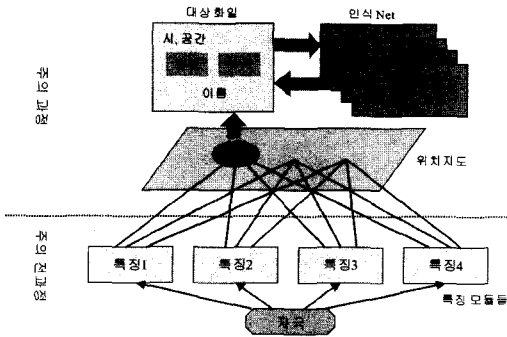 대상화일
인식 Net
시, 공간
이름
주의 과정
위치지도
주의 전과정
특징1
특징2
특징3
특징4
특징 모듈들
자극